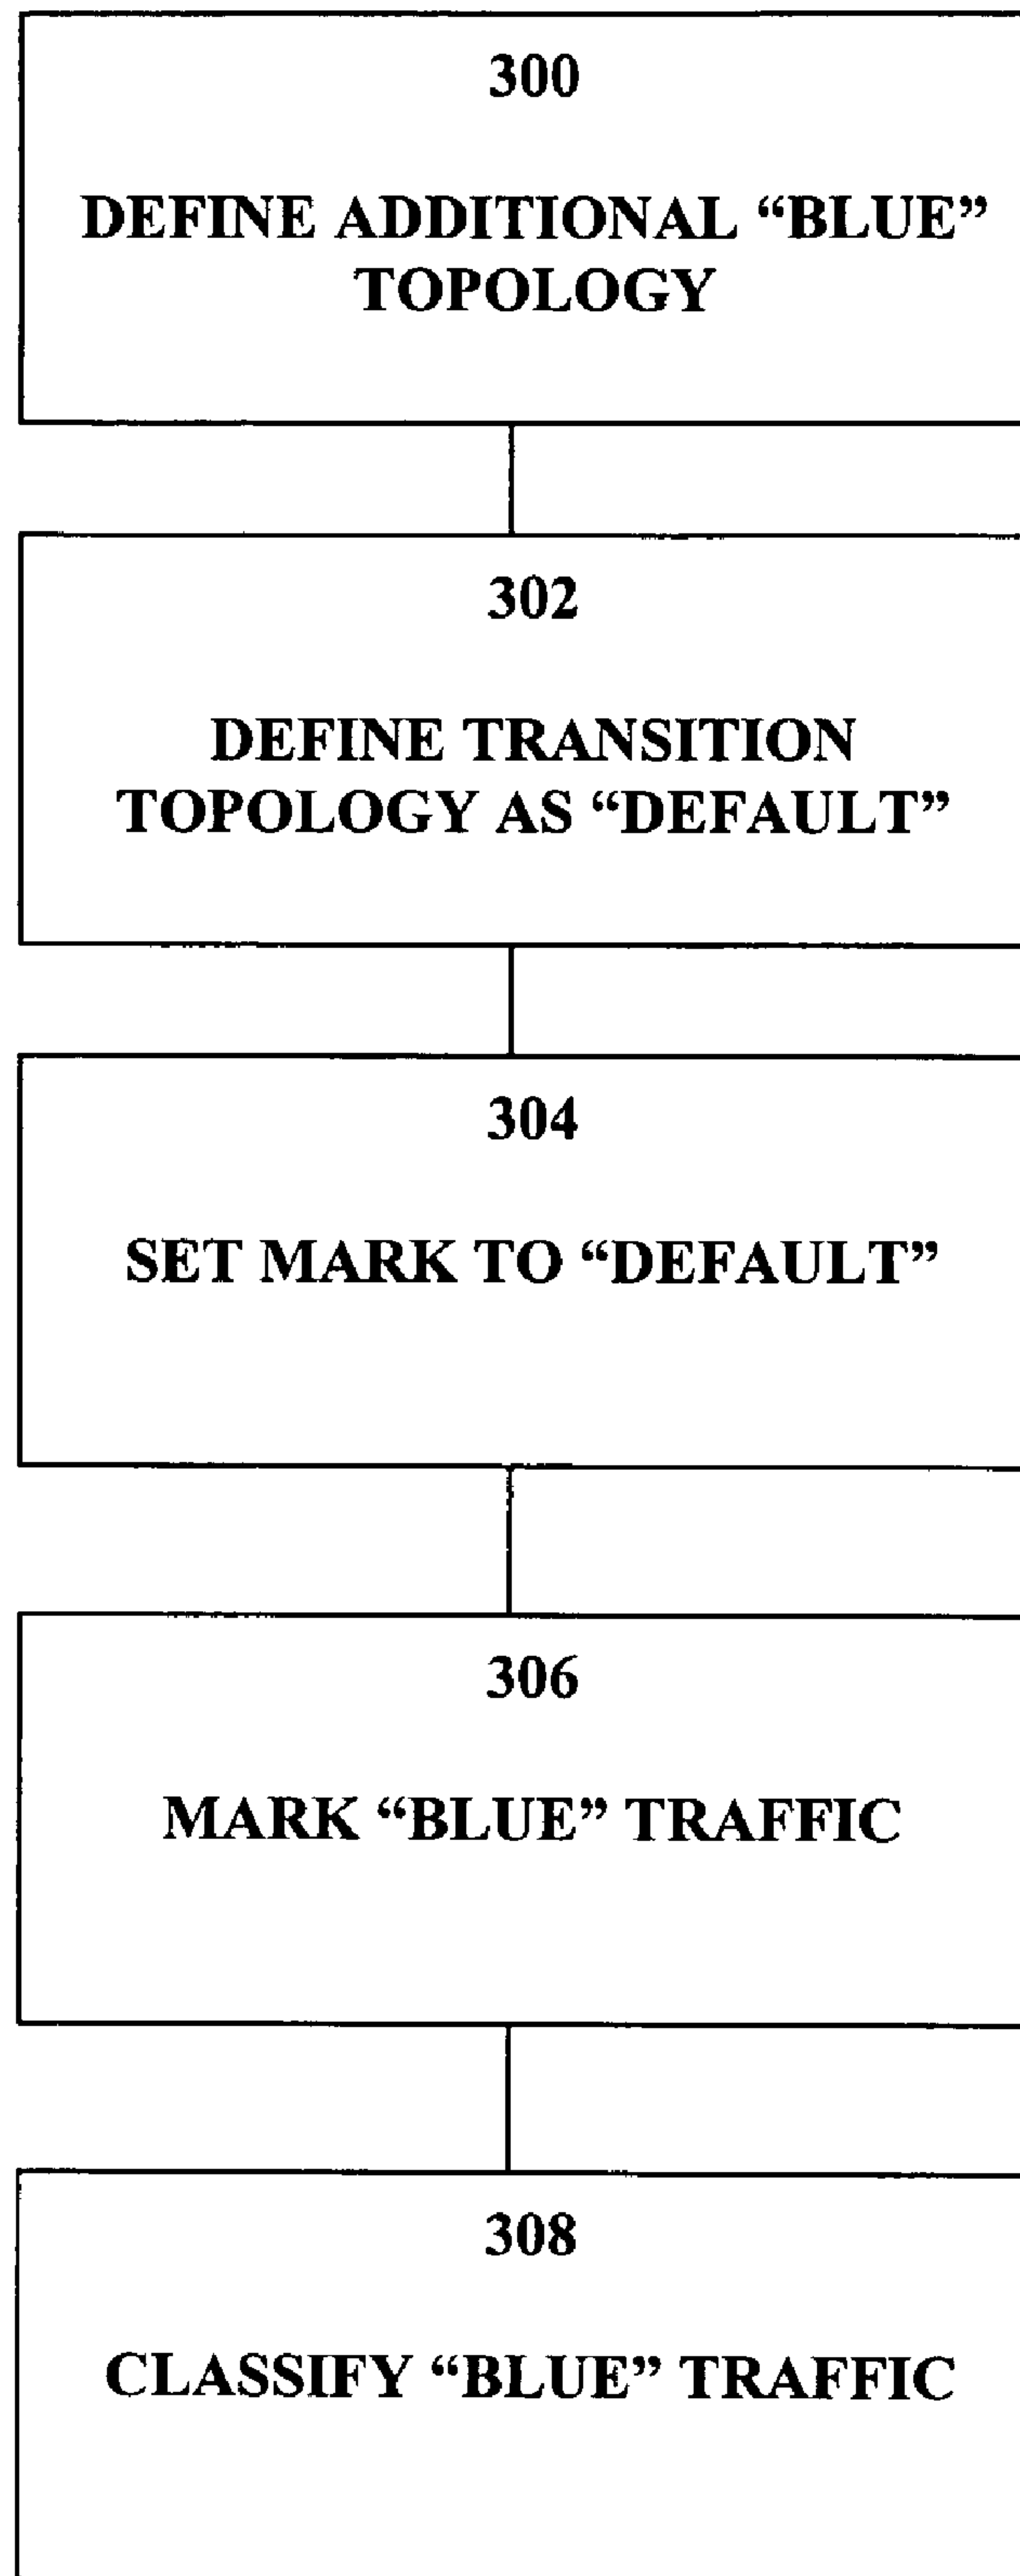 300
DEFINE ADDITIONAL “BLUE”
TOPOLOGY
302
DEFINE TRANSITION
TOPOLOGY AS “DEFAULT”
304
SET MARK TO “DEFAULT”
306
MARK “BLUE” TRAFFIC
308
CLASSIFY “BLUE” TRAFFIC